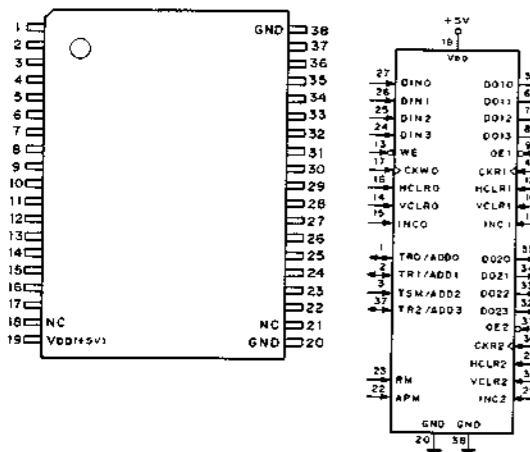 1 GND 38
2 37
3 36
4 35
5 34
6 33
7 32
8 31
9 30
10 29
11 28
12 27
13 26
14 25
15 24
16 23
17 22
18 NC NC 21
19 VDD(+5V) GND 20
+5V
18
VDD
27 DIN0 DO10
26 DIN1 DO11 6
25 DIN2 DO12 7
24 DIN3 DO13 8
13 WE OE1
17 CKW0 CKR1
16 HCLR0 HCLR1
14 VCLR0 VCLR1
15 INC0 INC1
1 TR0/ADD0 DO20
2 TR1/ADD1 DO21
3 TSM/ADD2 DO22
37 TR2/ADD3 DO23
OE2
CKR2
HCLR2
23 RM VCLR2
22 APM INC2
GND GND
20 38